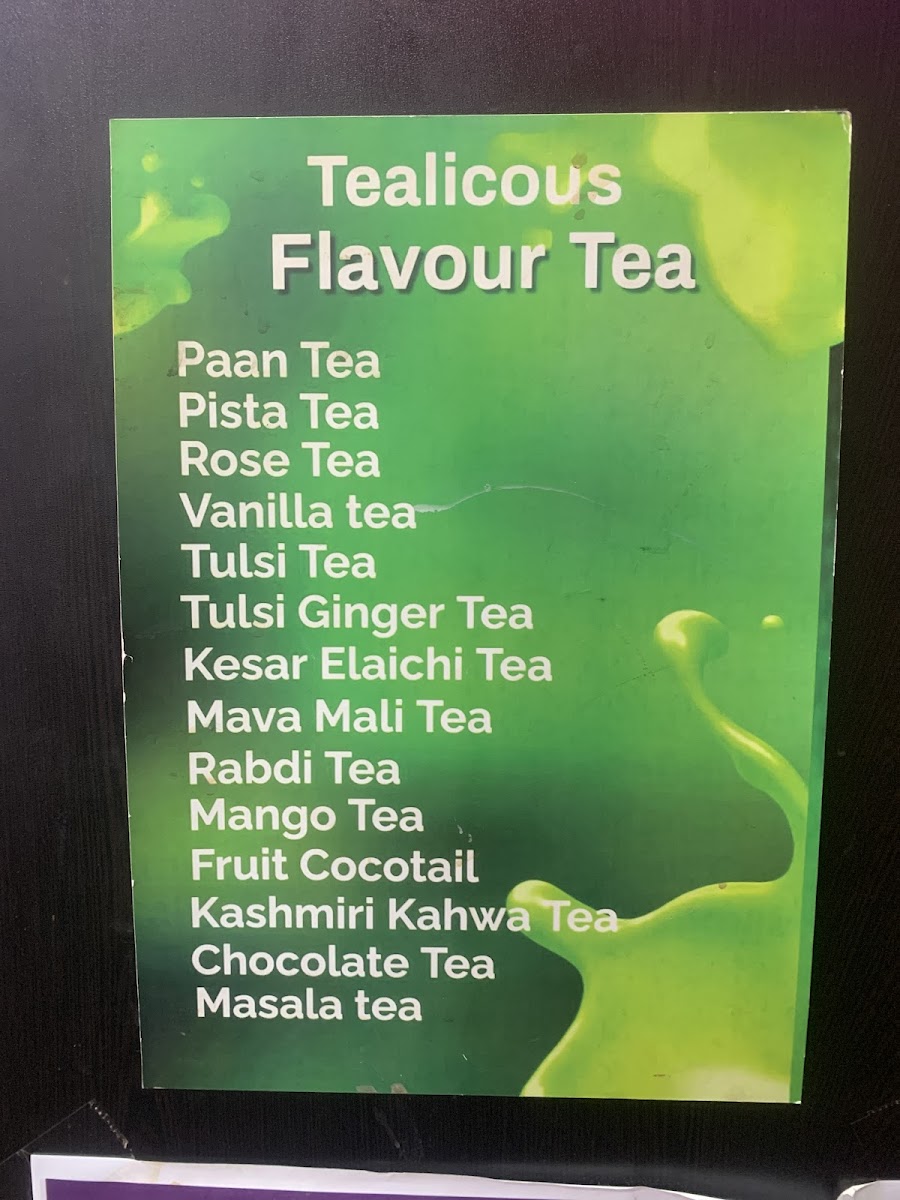 Tealicous
Flavour Tea
Paan Tea
Pista Tea
Rose Tea
Vanilla tea
Tulsi Tea
Tulsi Ginger Tea
Kesar Elaichi Tea
Mava Mali Tea
Rabdi Tea
Mango Tea
Fruit Cocotail
Kashmiri Kahwa Tea
Chocolate Tea
Masala tea